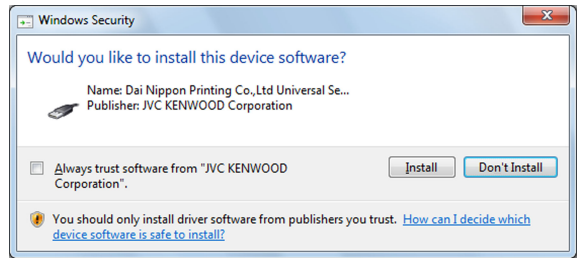 Windows Security
Would you like to install this device software?
Name: Dai Nippon Printing Co.,Ltd Universal Se...
Publisher: JVC KENWOOD Corporation
Always trust software from "JVC KENWOOD
Corporation".
Install
Don't Install
You should only install driver software from publishers you trust. How can I decide which
device software is safe to install?